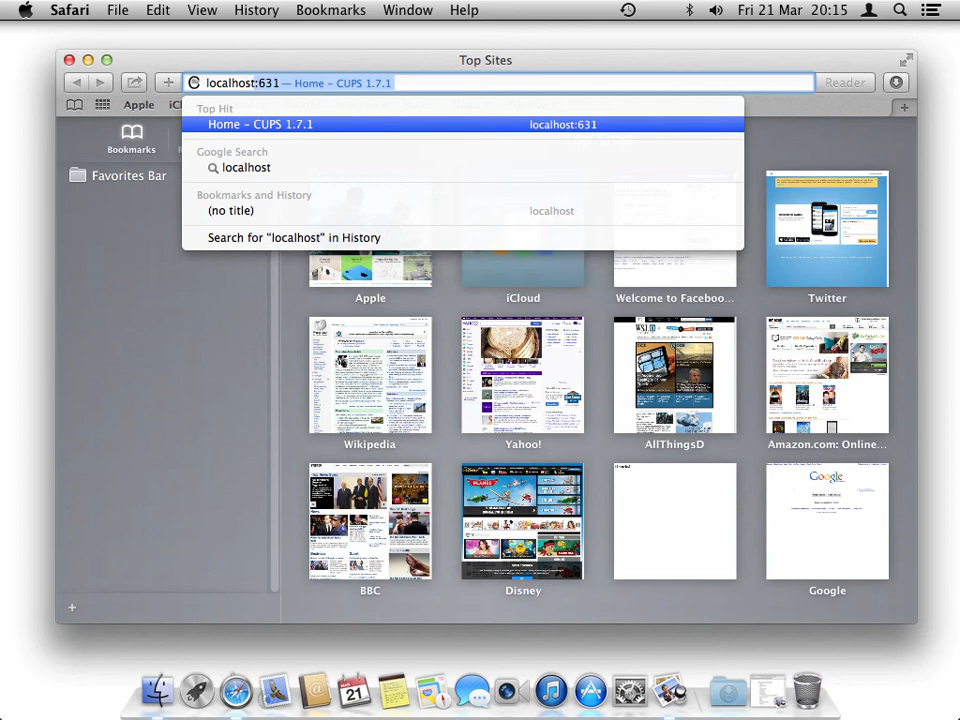 Safari File Edit View History Bookmarks Window Help Fri 21 Mar 20:15
Top Sites
localhost:631 — Home – CUPS 1.7.1
Reader
Apple
Top Hit
Home – CUPS 1.7.1 localhost:631
Google Search
localhost
Bookmarks and History
(no title) localhost
Search for “localhost” in History
Bookmarks
Favorites Bar
Apple iCloud Welcome to Faceboo... Twitter
Wikipedia Yahoo! AllThingsD Amazon.com: Online...
BBC Disney Google